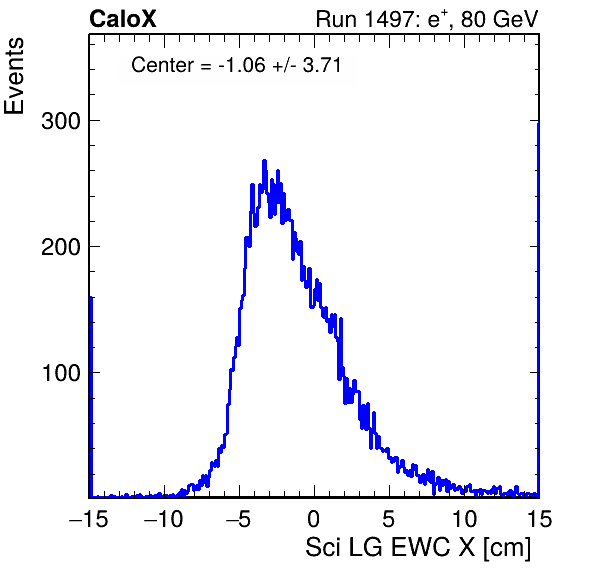 CaloX Run 1497: e⁺, 80 GeV
Center = -1.06 +/- 3.71
Events
300
200
100
−15 −10 −5 0 5 10 15
Sci LG EWC X [cm]